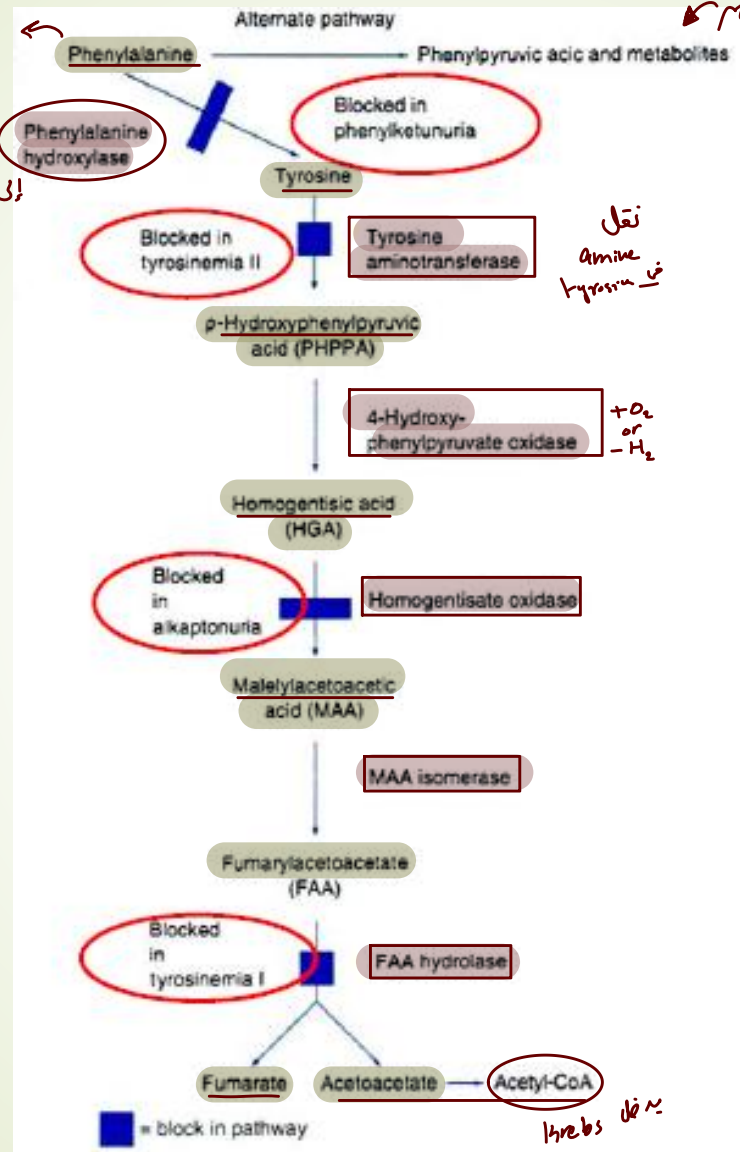 Alternate pathway
Phenylalanine
Phenylpyruvic acic and metabolites
Phenylalanine
hydroxylase
Blocked in
phenylketunuria
Tyrosine
Blocked in
tyrosinemia II
Tyrosine
aminotransferase
نقل
amine
tyrosin في
p-Hydroxyphenylpyruvic
acid (PHPPA)
4-Hydroxy-
phenylpyruvate oxidase
+O₂
or
-H₂
Homogentisic acid
(HGA)
Blocked
in
alkaptonuria
Homogentisate oxidase
Malelylacetoacetic
acid (MAA)
MAA isomerase
Fumarylacetoacetate
(FAA)
Blocked
in
tyrosinemia I
FAA hydrolase
Fumarate
Acetoacetate
Acetyl-CoA
Krebs
= block in pathway